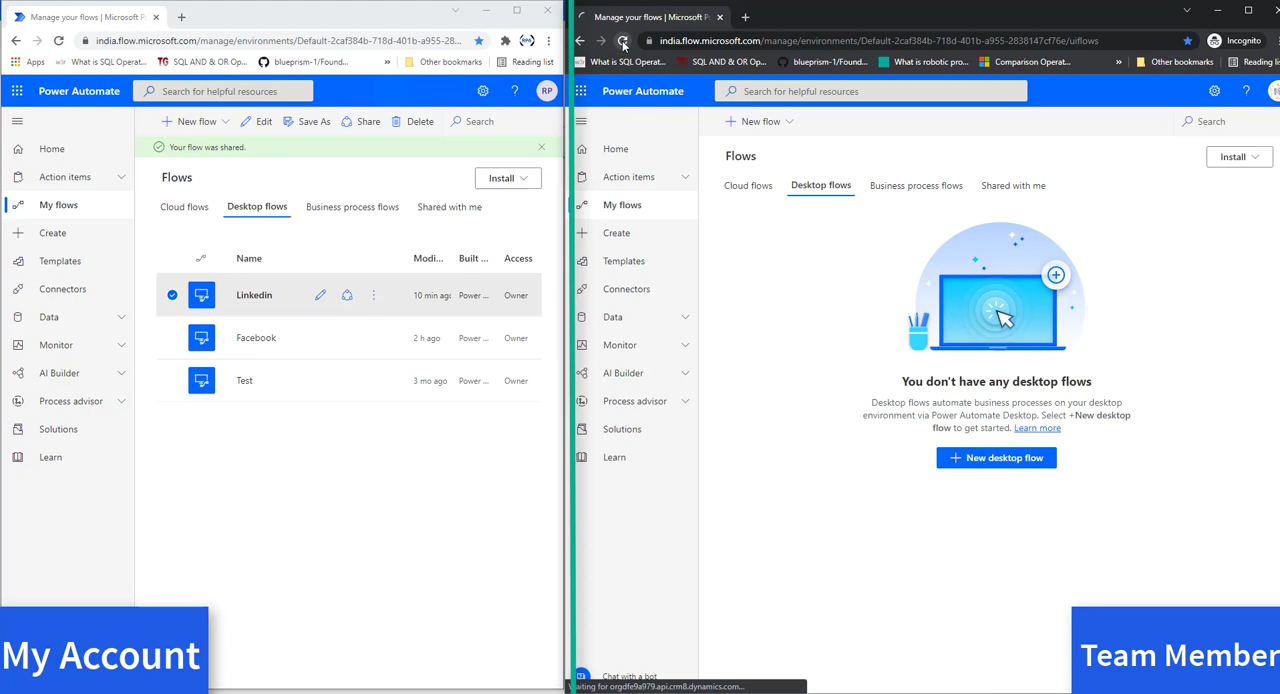 Manage your flows | Microsoft P
india.flow.microsoft.com/manage/environments/Default-2caf384b-718d-401b-a955-28...
Apps
What is SQL Operat...
SQL AND & OR Op...
blueprism-1/Found...
»
Other bookmarks
Reading list
Power Automate
Search for helpful resources
?
RP
New flow
Edit
Save As
Share
Delete
Search
Your flow was shared.
Home
Action items
My flows
Create
Templates
Connectors
Data
Monitor
AI Builder
Process advisor
Solutions
Learn
Flows
Install
Cloud flows
Desktop flows
Business process flows
Shared with me
Name
Modi...
Built ...
Access
Linkedin
10 min ag
Power ...
Owner
Facebook
2 h ago
Power ...
Owner
Test
3 mo ago
Power ...
Owner
My Account
Manage your flows | Microsoft P
india.flow.microsoft.com/manage/environments/Default-2caf384b-718d-401b-a955-2838147cf76e/uiflows
Incognito
What is SQL Operat...
SQL AND & OR Op...
blueprism-1/Found...
What is robotic pro...
Comparison Operat...
»
Other bookmarks
Reading list
Power Automate
Search for helpful resources
?
New flow
Search
Home
Action items
My flows
Create
Templates
Connectors
Data
Monitor
AI Builder
Process advisor
Solutions
Learn
Chat with a bot
Flows
Install
Cloud flows
Desktop flows
Business process flows
Shared with me
You don't have any desktop flows
Desktop flows automate business processes on your desktop
environment via Power Automate Desktop. Select +New desktop
flow to get started. Learn more
New desktop flow
Waiting for orgdfe9a979.api.crm8.dynamics.com...
Team Member